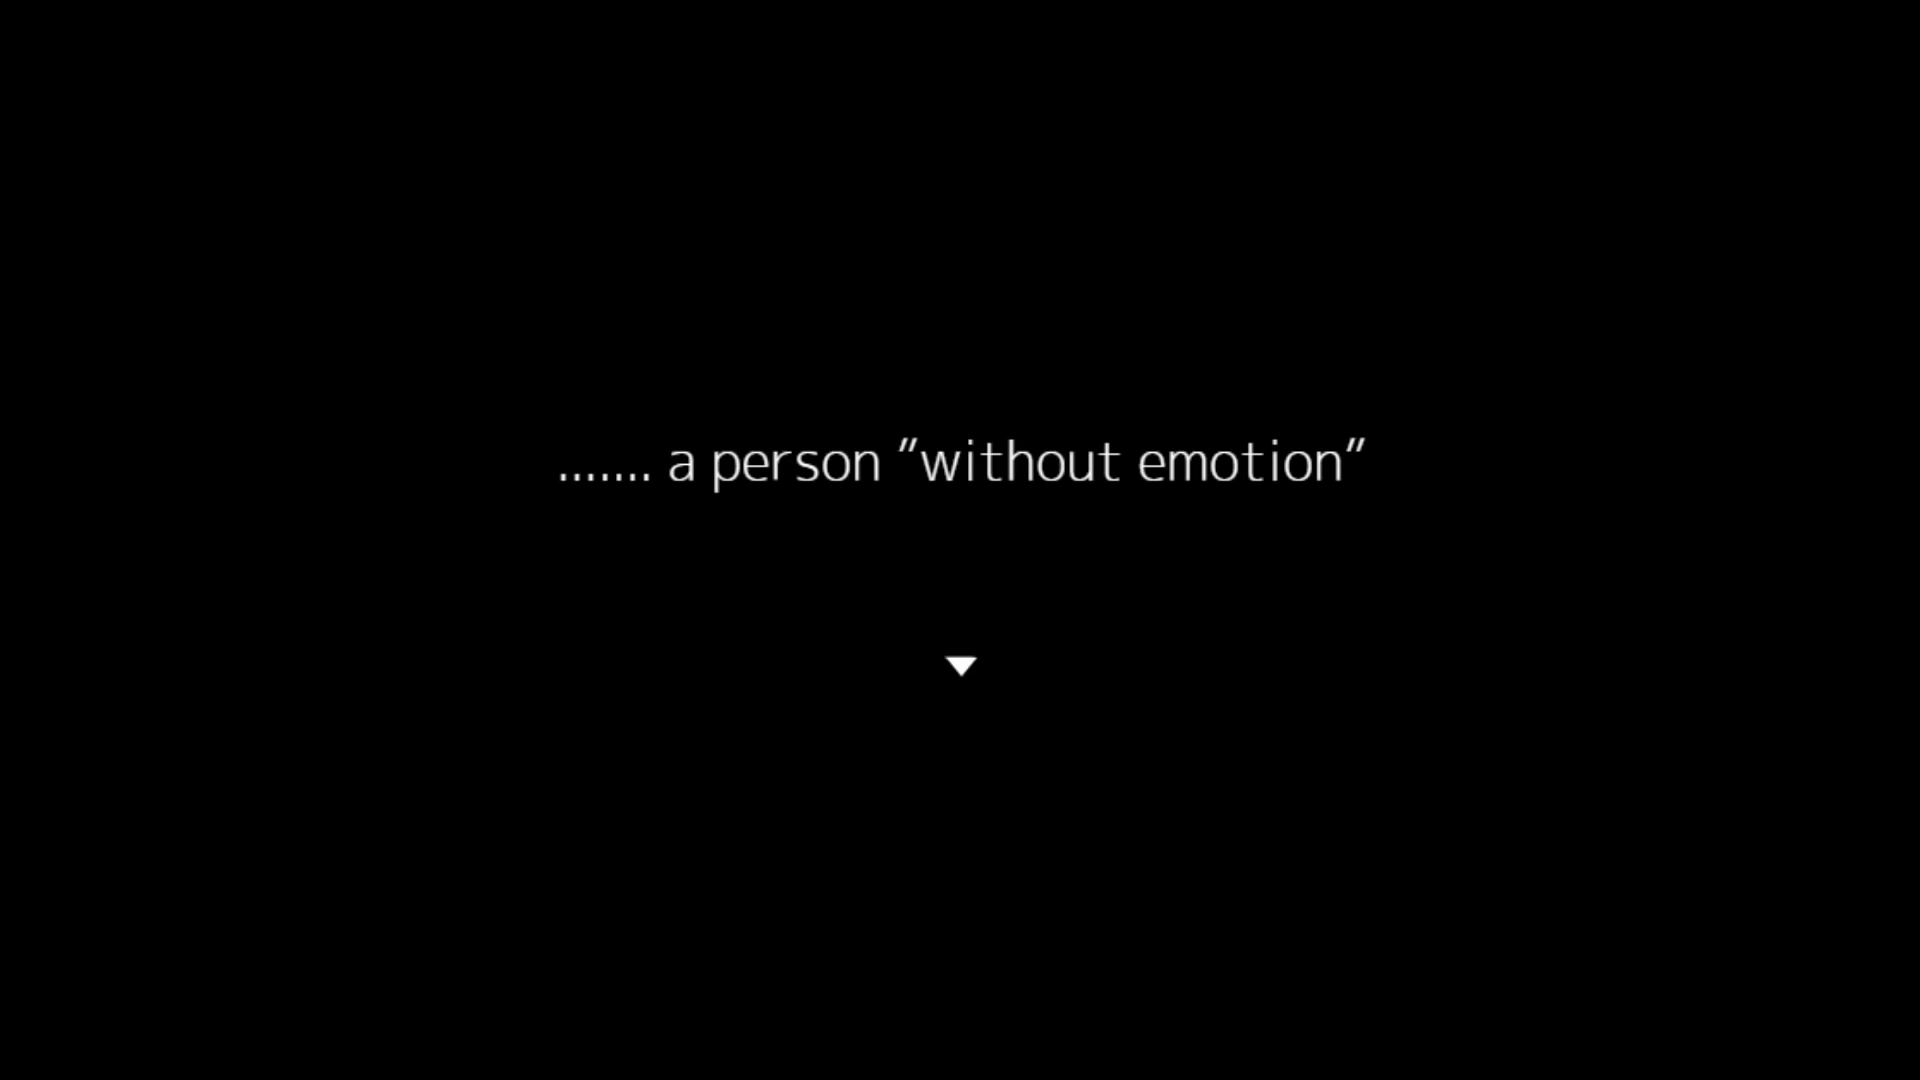 ....... a person “without emotion”